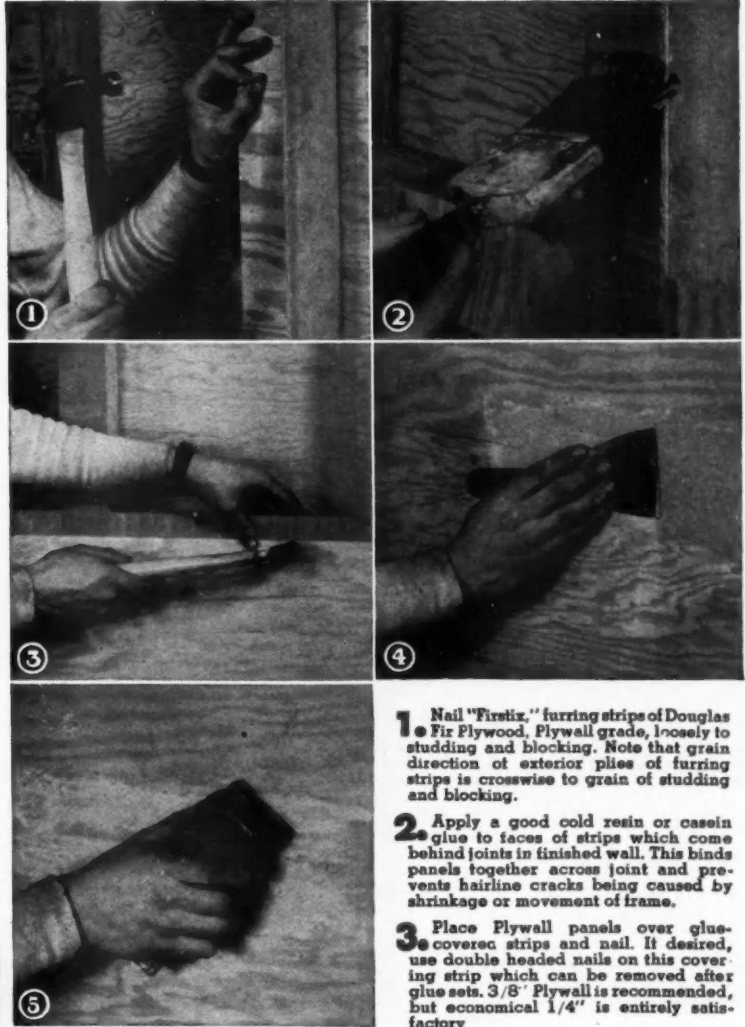 1
2
3
4
5
1. Nail "Firstix," furring strips of Douglas
Fir Plywood, Plywall grade, loosely to
studding and blocking. Note that grain
direction of exterior plies of furring
strips is crosswise to grain of studding
and blocking.
2. Apply a good cold resin or casein
glue to faces of strips which come
behind joints in finished wall. This binds
panels together across joint and pre-
vents hairline cracks being caused by
shrinkage or movement of frame.
3. Place Plywall panels over glue-
covered strips and nail. If desired,
use double headed nails on this cover-
ing strip which can be removed after
glue sets. 3/8" Plywall is recommended,
but economical 1/4" is entirely satis-
factory